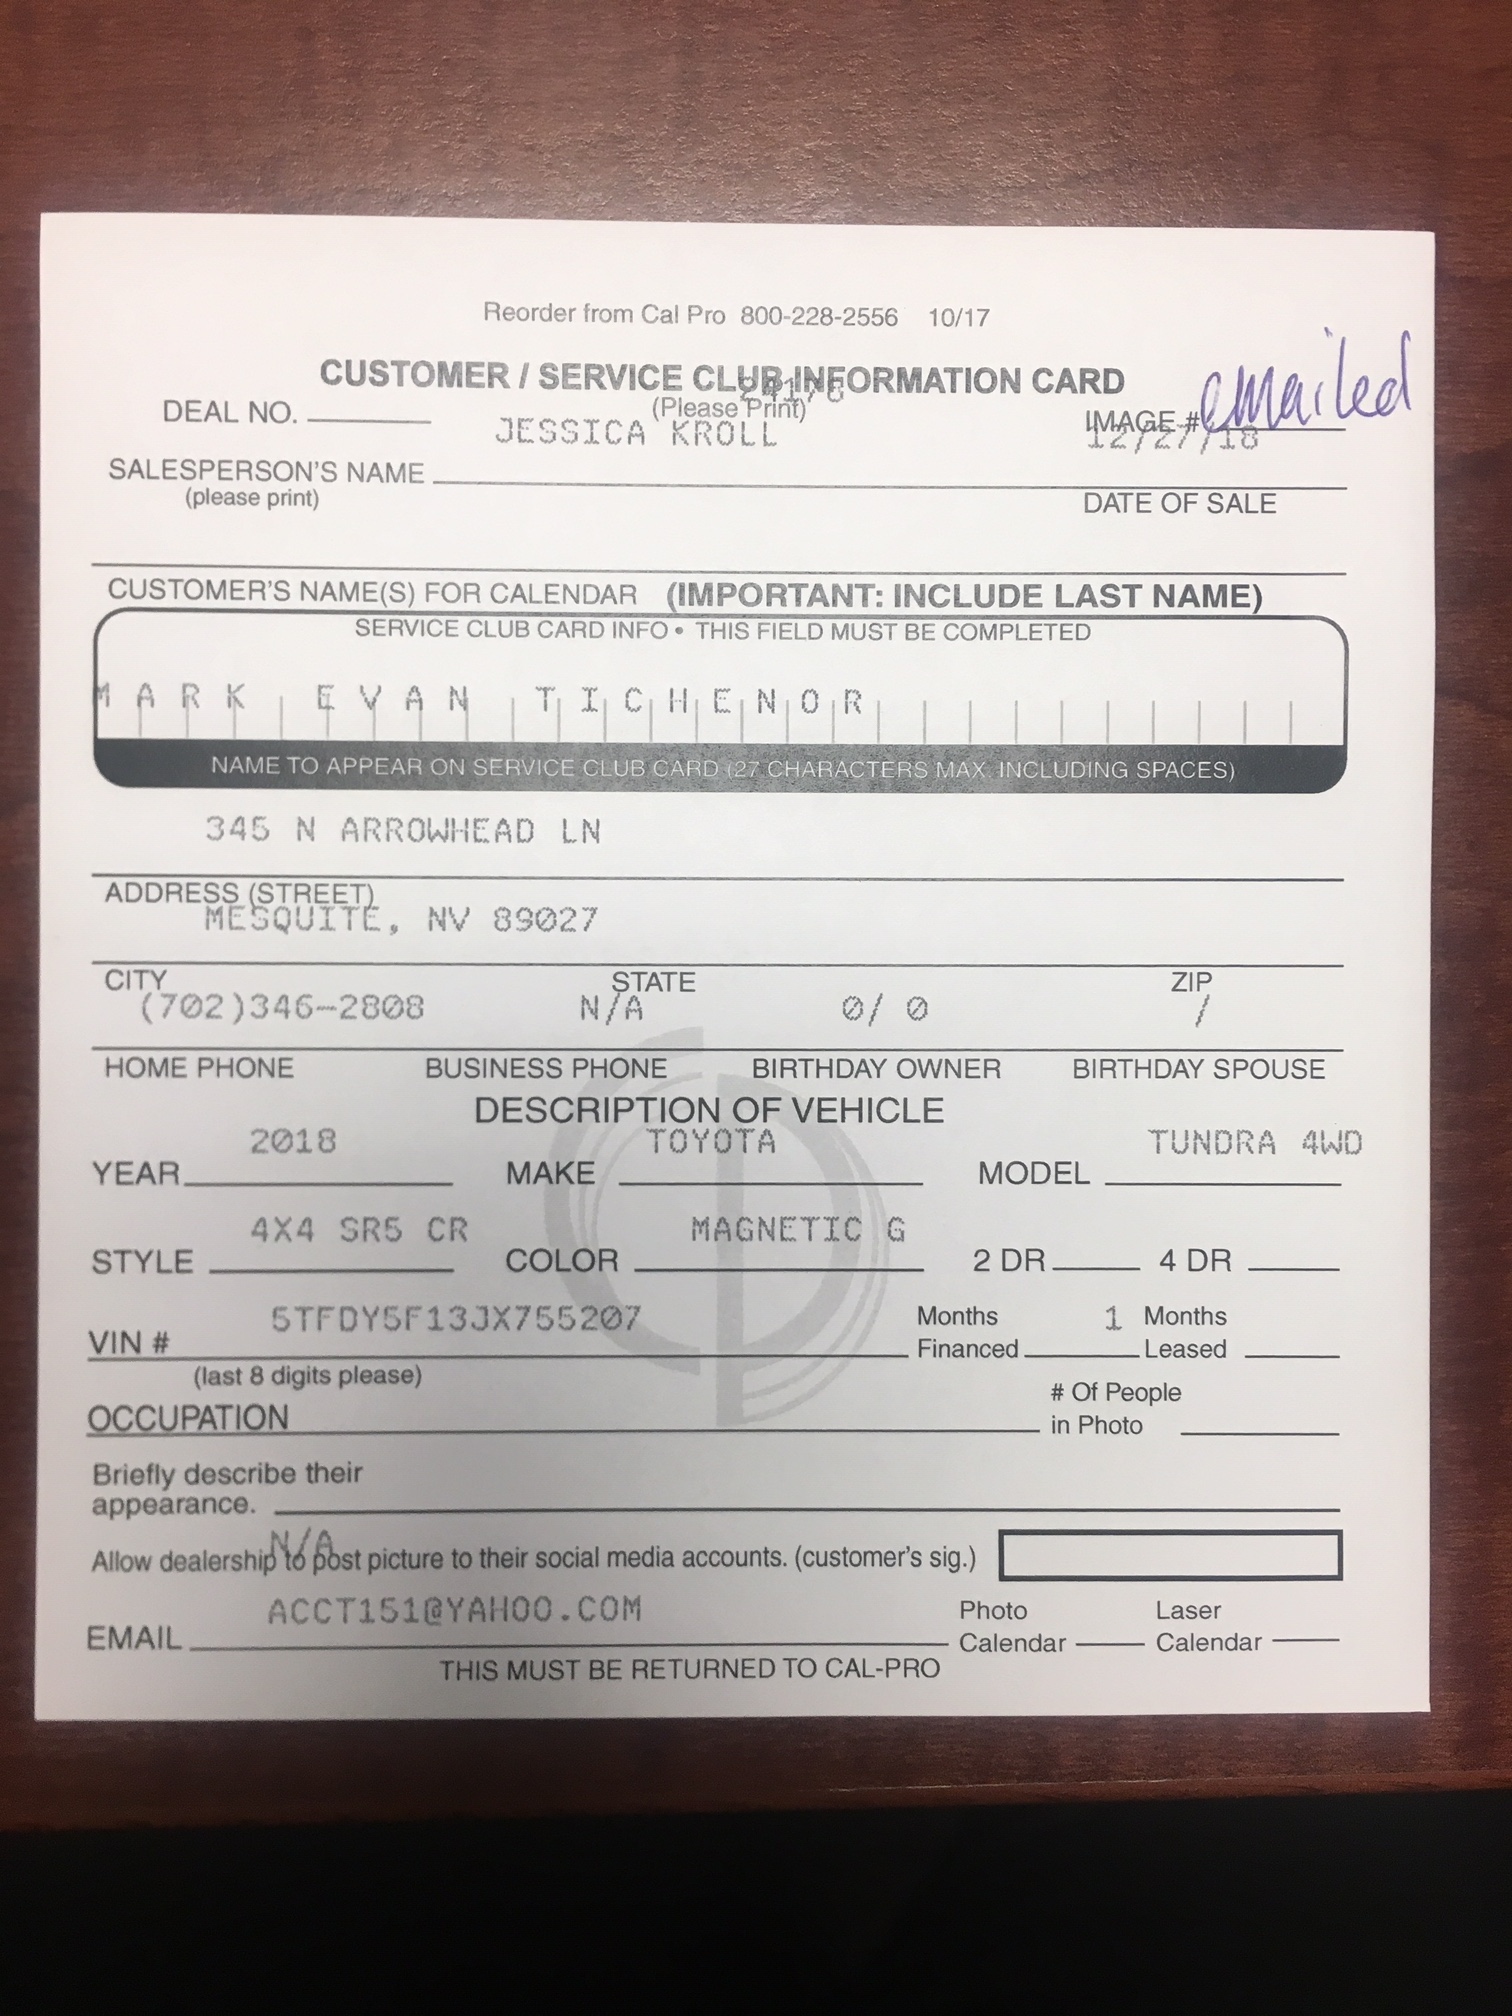 Reorder from Cal Pro 800-228-2556 10/17
CUSTOMER / SERVICE CLUB INFORMATION CARD
emailed
(Please Print)
DEAL NO.
IMAGE #
JESSICA KROLL
12/27/18
SALESPERSON'S NAME
(please print)
DATE OF SALE
CUSTOMER'S NAME(S) FOR CALENDAR (IMPORTANT: INCLUDE LAST NAME)
SERVICE CLUB CARD INFO • THIS FIELD MUST BE COMPLETED
MARK EVAN TICHENOR
NAME TO APPEAR ON SERVICE CLUB CARD (27 CHARACTERS MAX. INCLUDING SPACES)
345 N ARROWHEAD LN
ADDRESS (STREET)
MESQUITE, NV 89027
CITY STATE ZIP
(702)346-2808 N/A 0/ 0 /
HOME PHONE BUSINESS PHONE BIRTHDAY OWNER BIRTHDAY SPOUSE
DESCRIPTION OF VEHICLE
2018 TOYOTA TUNDRA 4WD
YEAR MAKE MODEL
4X4 SR5 CR MAGNETIC G
STYLE COLOR 2 DR 4 DR
5TFDY5F13JX755207 Months 1 Months
VIN # Financed Leased
(last 8 digits please)
# Of People
OCCUPATION in Photo
Briefly describe their
appearance.
N/A
Allow dealership to post picture to their social media accounts. (customer's sig.)
ACCT151@YAHOO.COM Photo Laser
EMAIL Calendar Calendar
THIS MUST BE RETURNED TO CAL-PRO